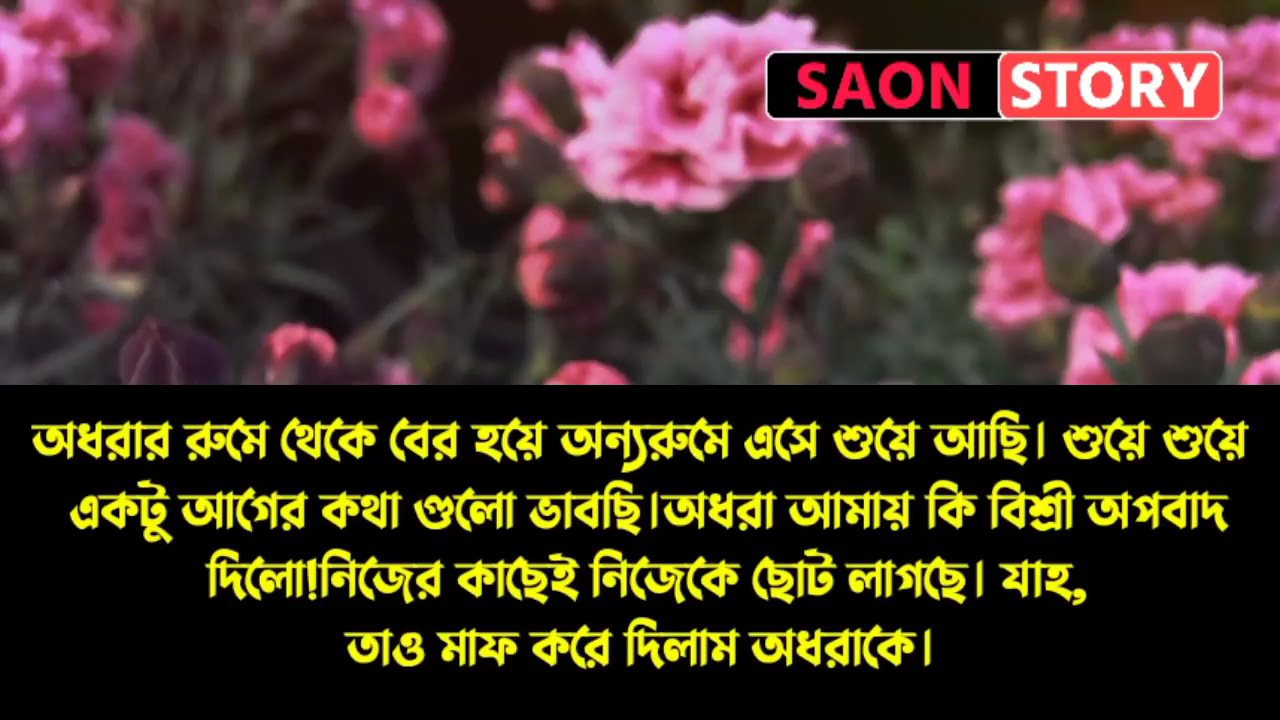 SAON STORY
অধরার রুমে থেকে বের হয়ে অন্যরুমে এসে শুয়ে আছি। শুয়ে শুয়ে
একটু আগের কথা গুলো ভাবছি।অধরা আমায় কি বিশ্রী অপবাদ
দিলো!নিজের কাছেই নিজেকে ছোট লাগছে। যাহ,
তাও মাফ করে দিলাম অধরাকে।